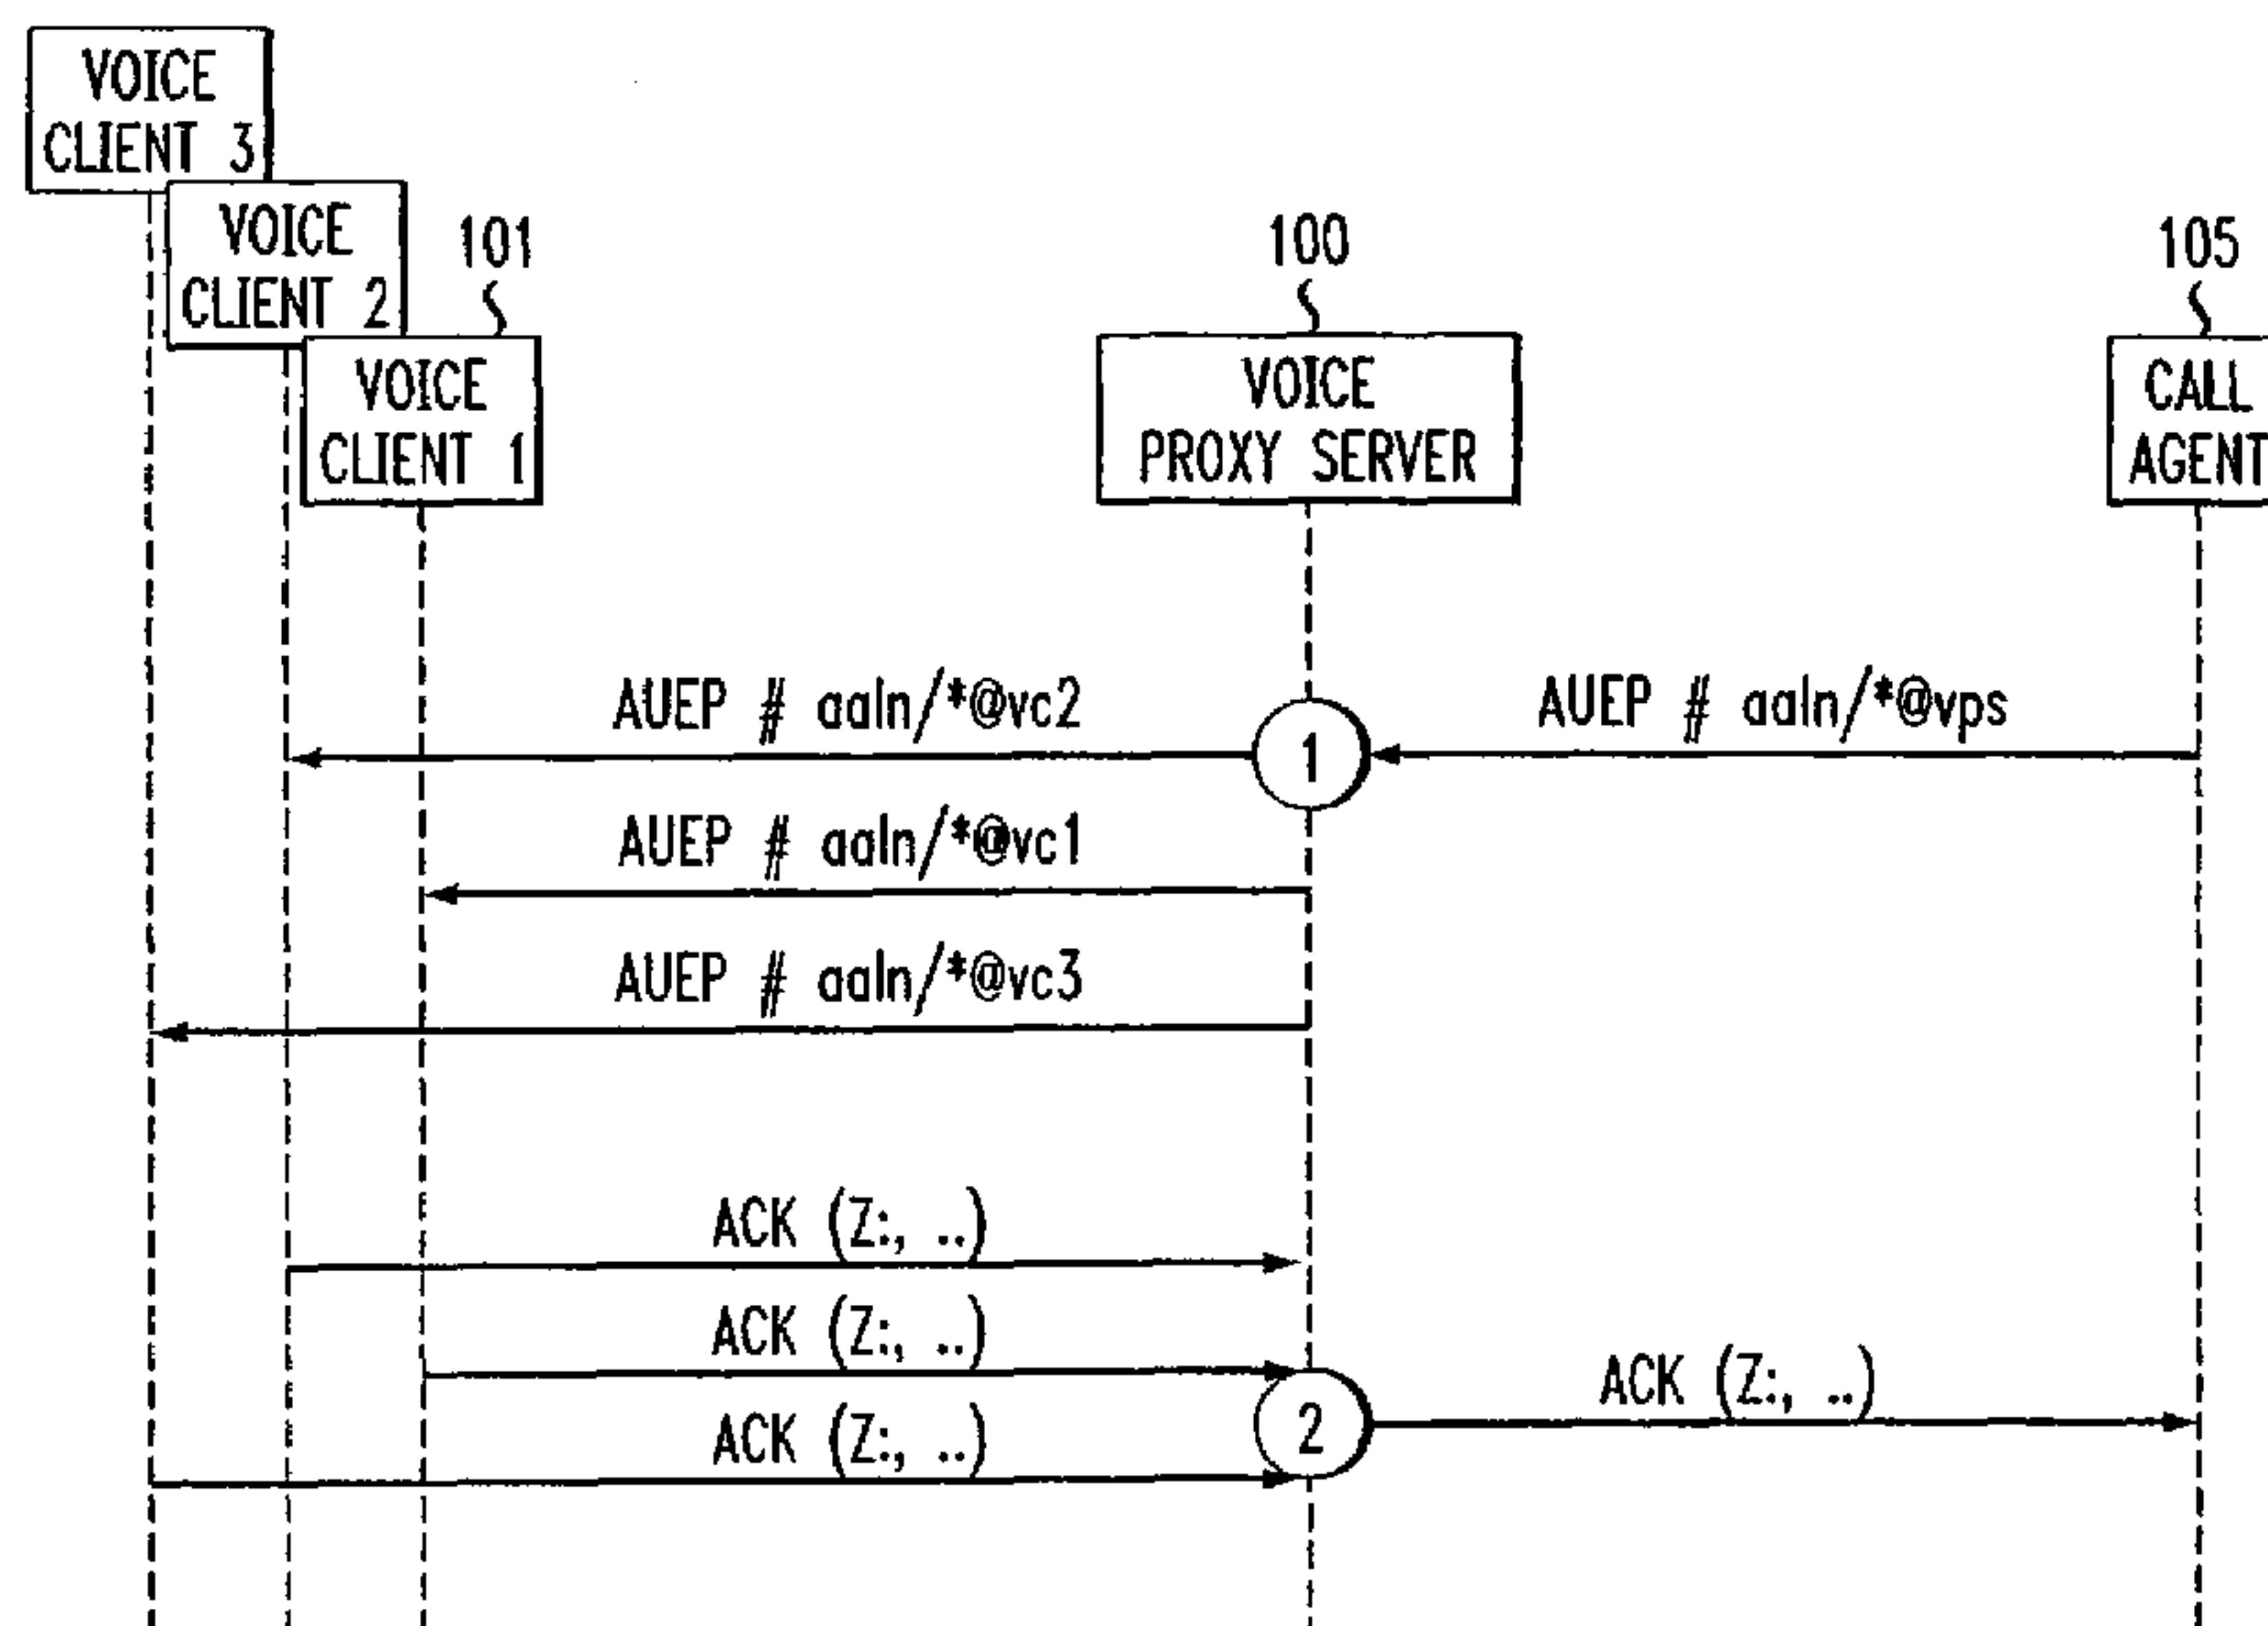 VOICE
CLIENT 3
VOICE
CLIENT 2
101
VOICE
CLIENT 1
100
VOICE
PROXY SERVER
105
CALL
AGENT
AUEP # aaln/*@vc2
1
AUEP # aaln/*@vps
AUEP # aaln/*@vc1
AUEP # aaln/*@vc3
ACK (Z:, ..)
ACK (Z:, ..)
ACK (Z:, ..)
2
ACK (Z:, ..)